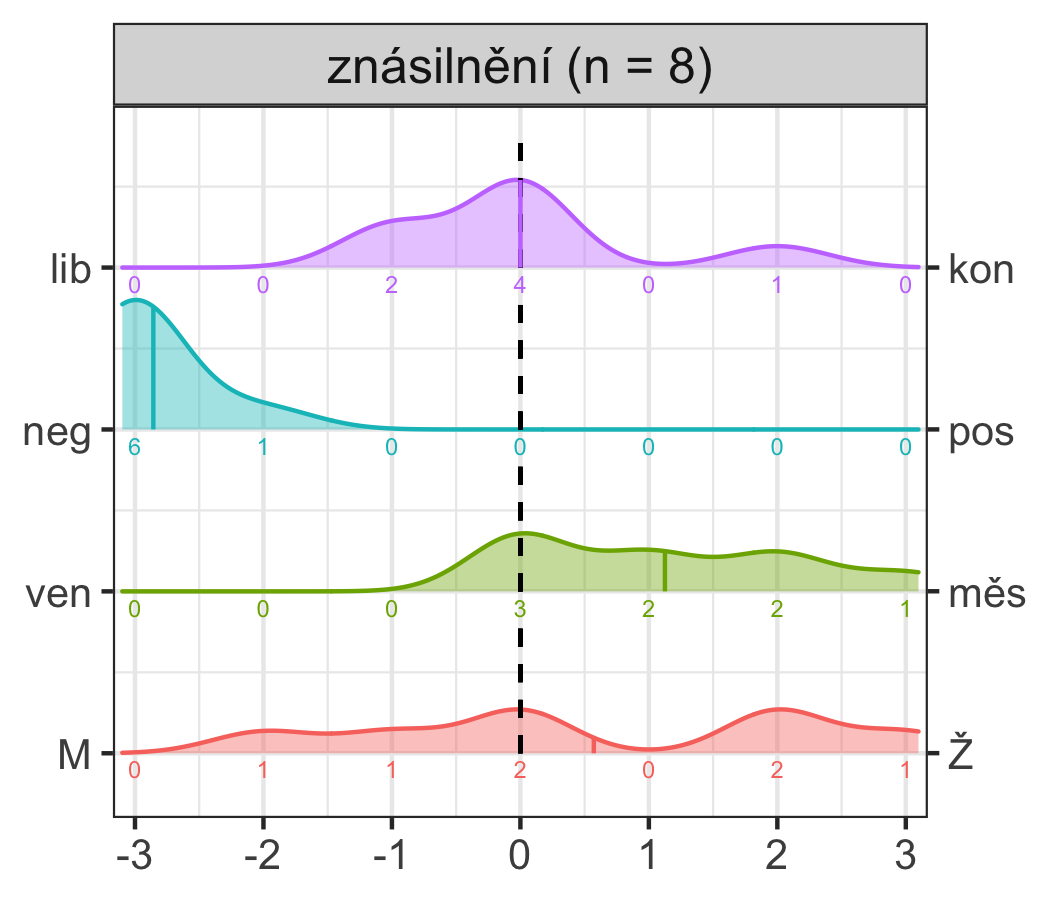 znásilnění (n = 8)
lib kon
0 0 2 4 0 1 0
neg pos
6 1 0 0 0 0 0
ven měs
0 0 0 3 2 2 1
M Ž
0 1 1 2 0 2 1
-3 -2 -1 0 1 2 3